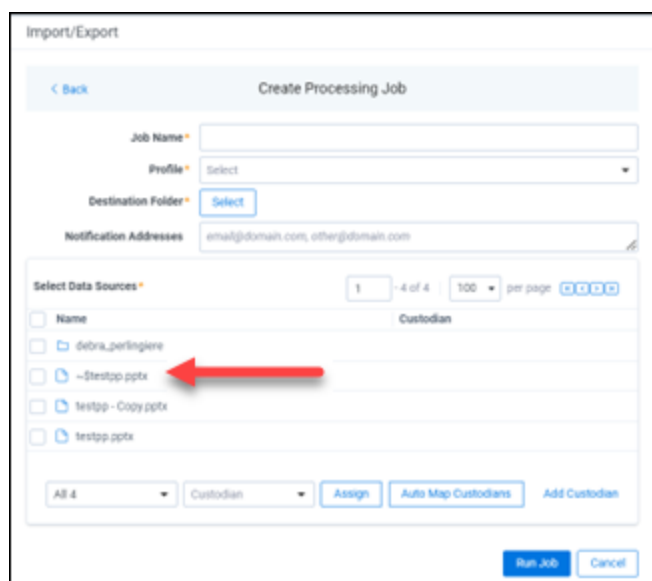 Import/Export
< Back Create Processing Job
Job Name*
Profile* Select
Destination Folder* Select
Notification Addresses email@domain.com, other@domain.com
Select Data Sources* 1 - 4 of 4 100 per page
Name Custodian
debra_perlingiere
~$testpp.pptx
testpp - Copy.pptx
testpp.pptx
All 4 Custodian Assign Auto Map Custodians Add Custodian
Run Job Cancel